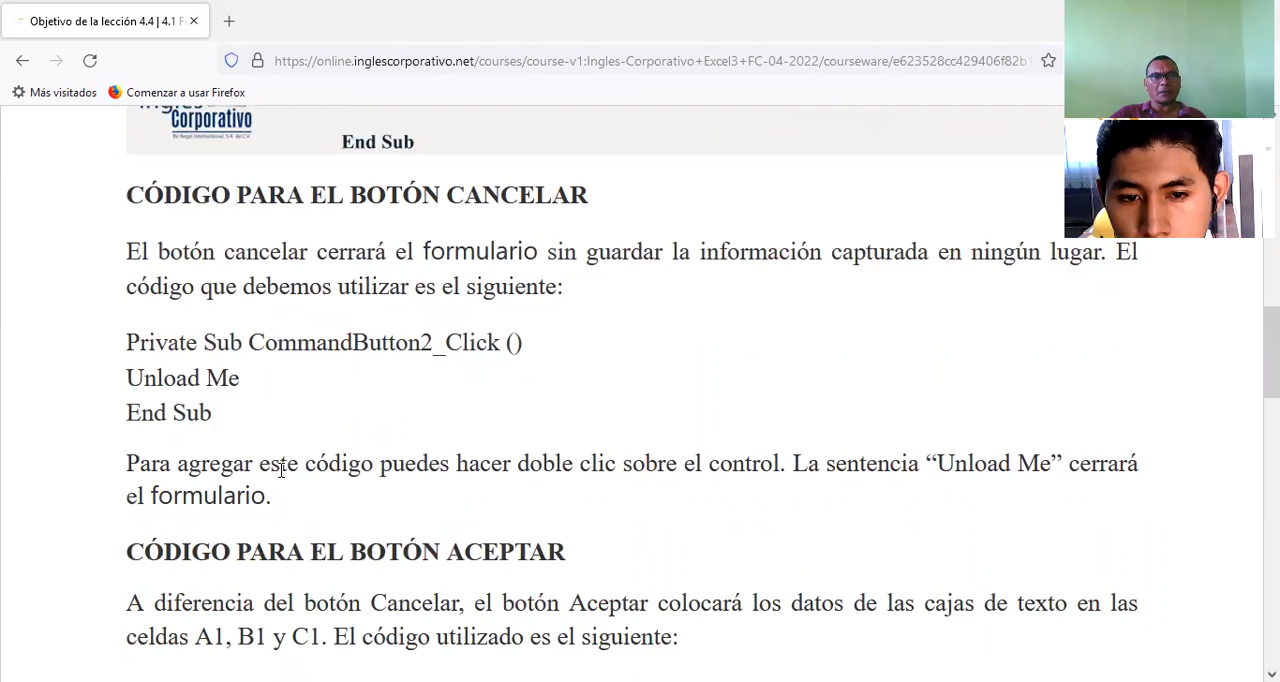 Objetivo de la lección 4.4 | 4.1 F
https://online.inglescorporativo.net/courses/course-v1:Ingles-Corporativo+Excel3+FC-04-2022/courseware/e623528cc429406f82b1
Más visitados
Comenzar a usar Firefox
Corporativo
End Sub
CÓDIGO PARA EL BOTÓN CANCELAR
El botón cancelar cerrará el formulario sin guardar la información capturada en ningún lugar. El
código que debemos utilizar es el siguiente:
Private Sub CommandButton2_Click ()
Unload Me
End Sub
Para agregar este código puedes hacer doble clic sobre el control. La sentencia “Unload Me” cerrará
el formulario.
CÓDIGO PARA EL BOTÓN ACEPTAR
A diferencia del botón Cancelar, el botón Aceptar colocará los datos de las cajas de texto en las
celdas A1, B1 y C1. El código utilizado es el siguiente: